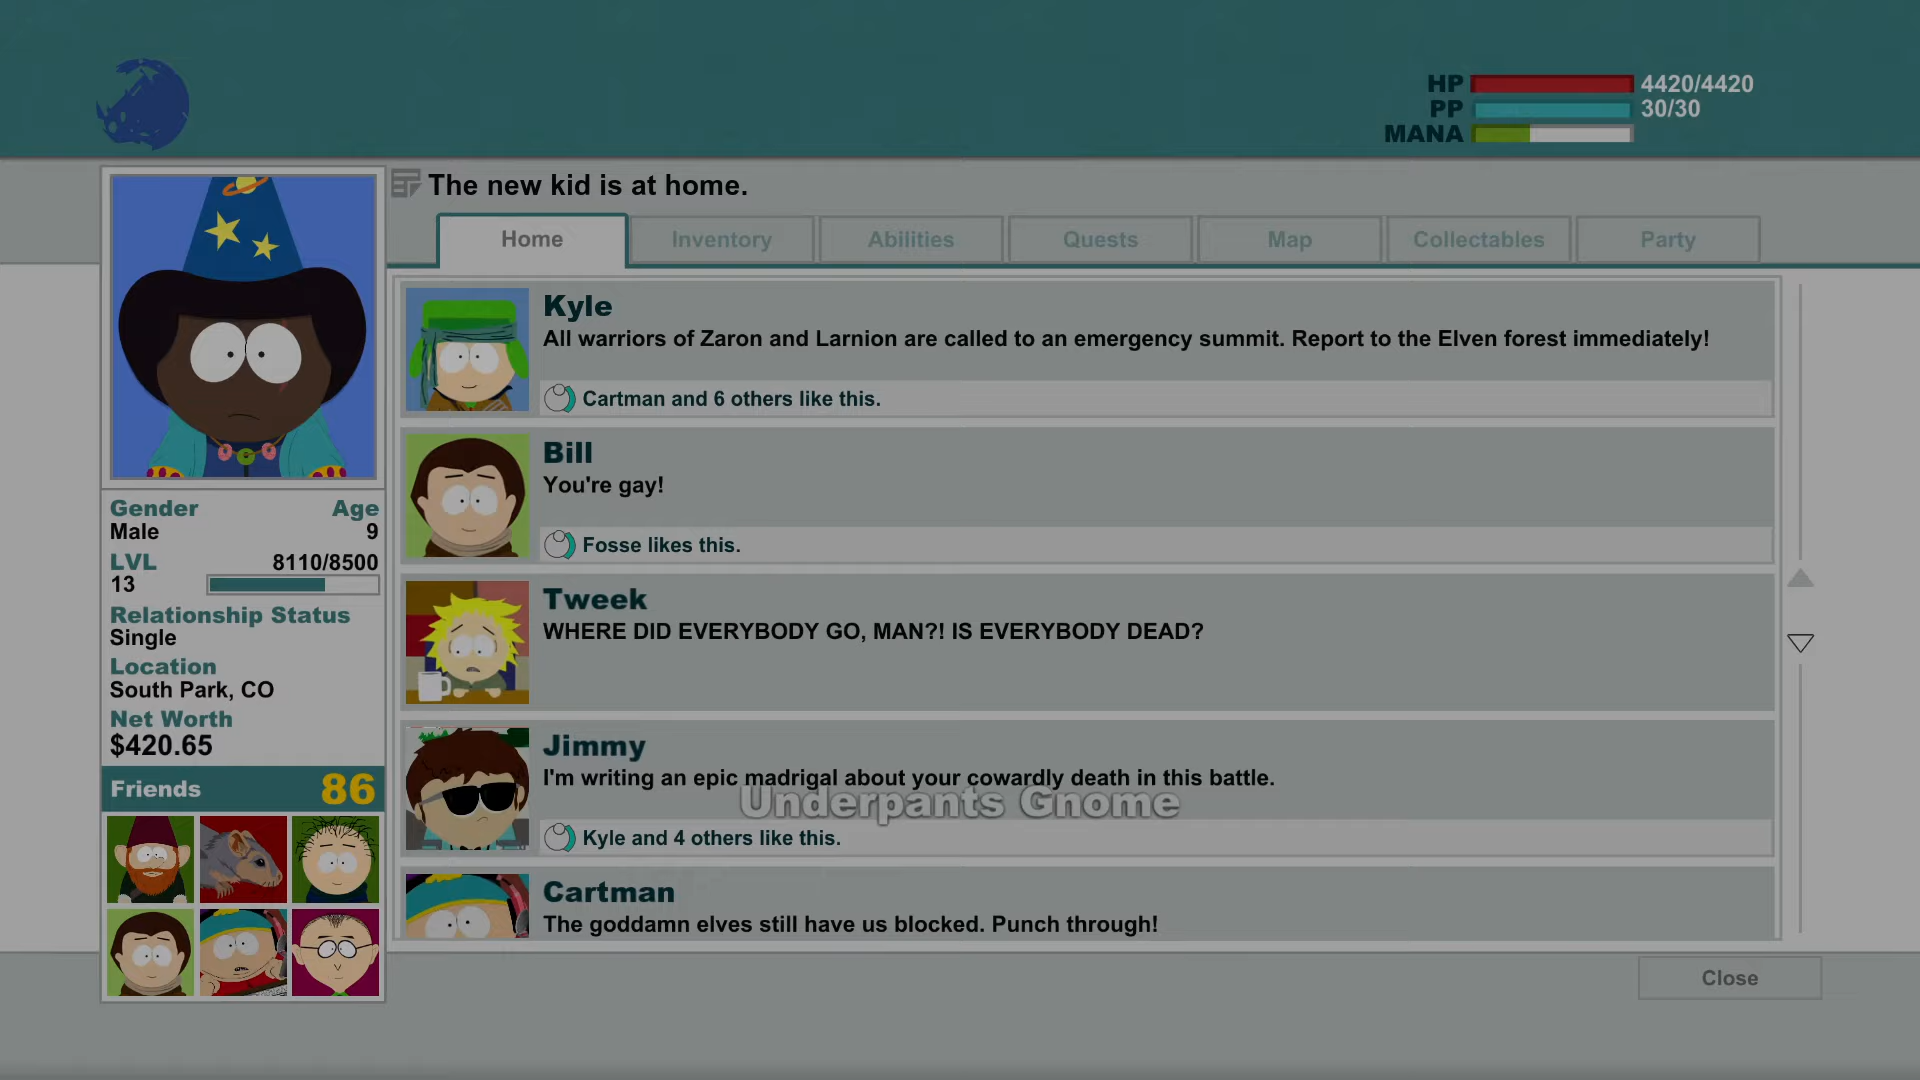 HP 4420/4420
PP 30/30
MANA
The new kid is at home.
Home Inventory Abilities Quests Map Collectables Party
Gender Age
Male 9
LVL 8110/8500
13
Relationship Status
Single
Location
South Park, CO
Net Worth
$420.65
Friends 86
Kyle
All warriors of Zaron and Larnion are called to an emergency summit. Report to the Elven forest immediately!
Cartman and 6 others like this.
Bill
You're gay!
Fosse likes this.
Tweek
WHERE DID EVERYBODY GO, MAN?! IS EVERYBODY DEAD?
Jimmy
I'm writing an epic madrigal about your cowardly death in this battle.
Underpants Gnome
Kyle and 4 others like this.
Cartman
The goddamn elves still have us blocked. Punch through!
Close